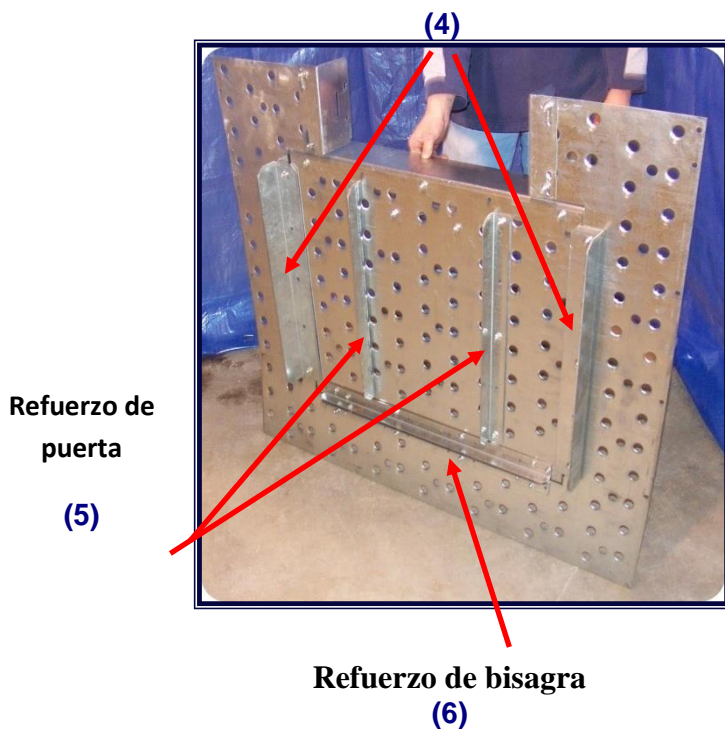 (4)
Refuerzo de
puerta
(5)
Refuerzo de bisagra
(6)